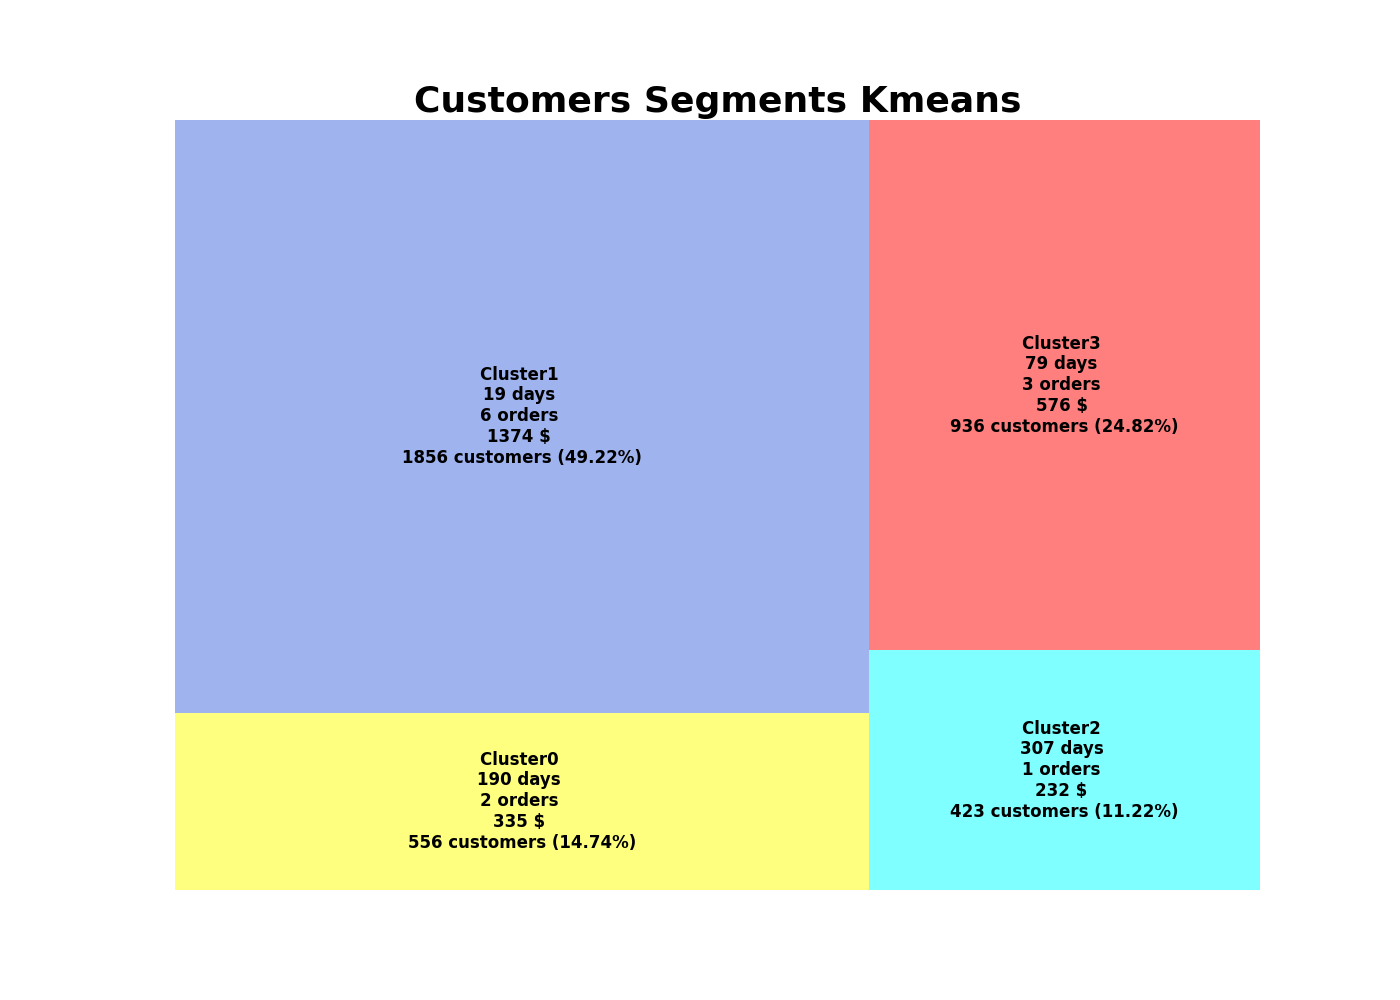 Customers Segments Kmeans
Cluster1
19 days
6 orders
1374 $
1856 customers (49.22%)
Cluster3
79 days
3 orders
576 $
936 customers (24.82%)
Cluster0
190 days
2 orders
335 $
556 customers (14.74%)
Cluster2
307 days
1 orders
232 $
423 customers (11.22%)